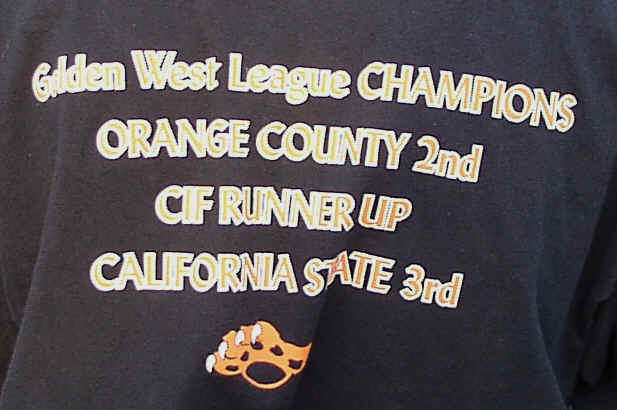 Golden West League CHAMPIONS
ORANGE COUNTY 2nd
CIF RUNNER UP
CALIFORNIA STATE 3rd